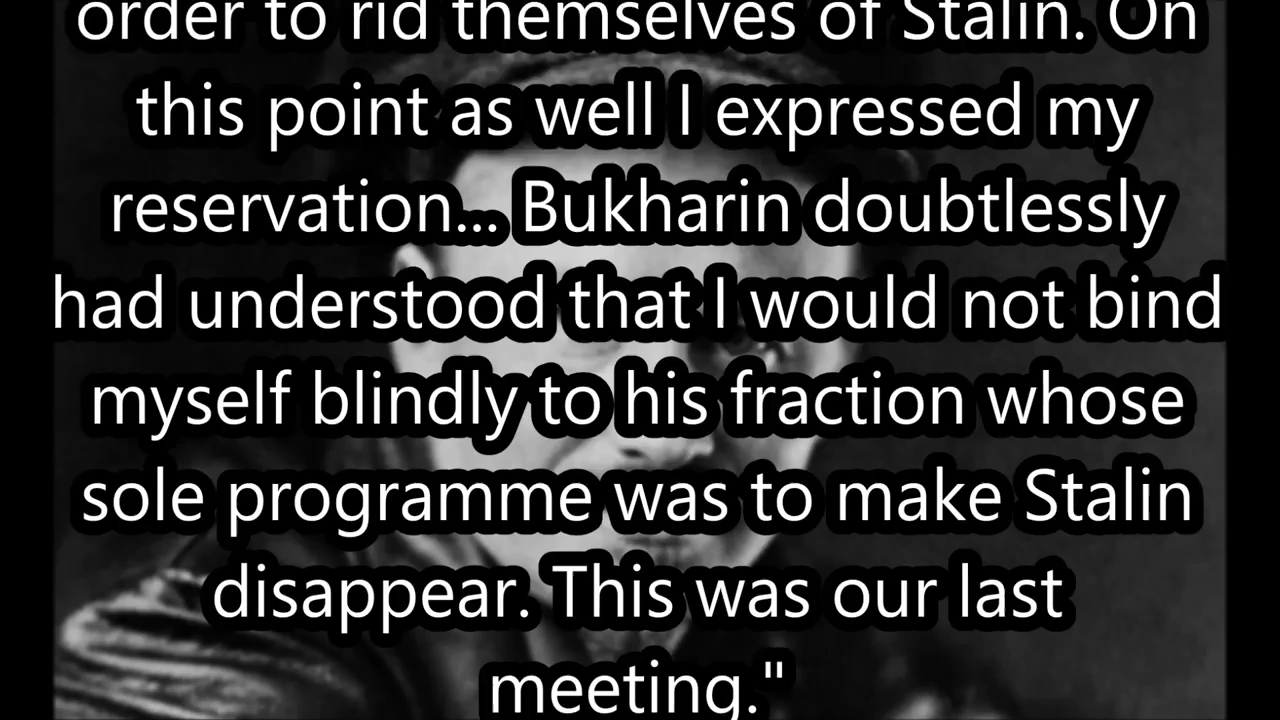 order to rid themselves of Stalin. On
this point as well I expressed my
reservation... Bukharin doubtlessly
had understood that I would not bind
myself blindly to his fraction whose
sole programme was to make Stalin
disappear. This was our last
meeting."